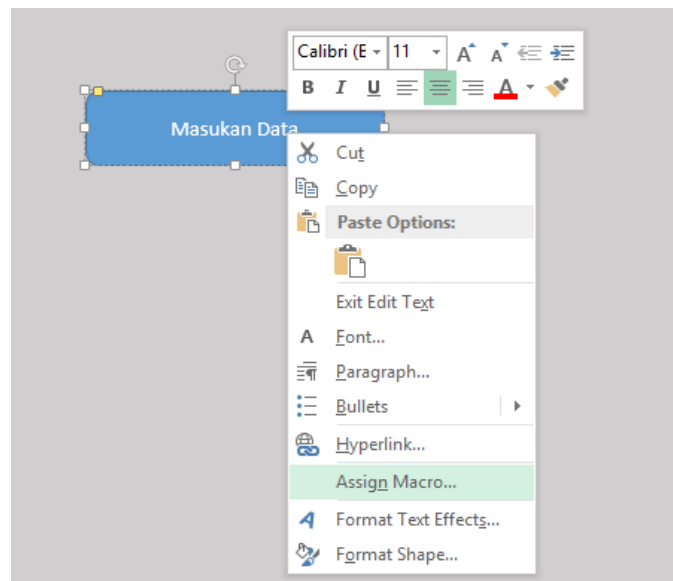 Calibri (E 11 A A
B I U A
Masukan Data
Cut
Copy
Paste Options:
Exit Edit Text
A Font...
Paragraph...
Bullets
Hyperlink...
Assign Macro...
A Format Text Effects...
Format Shape...